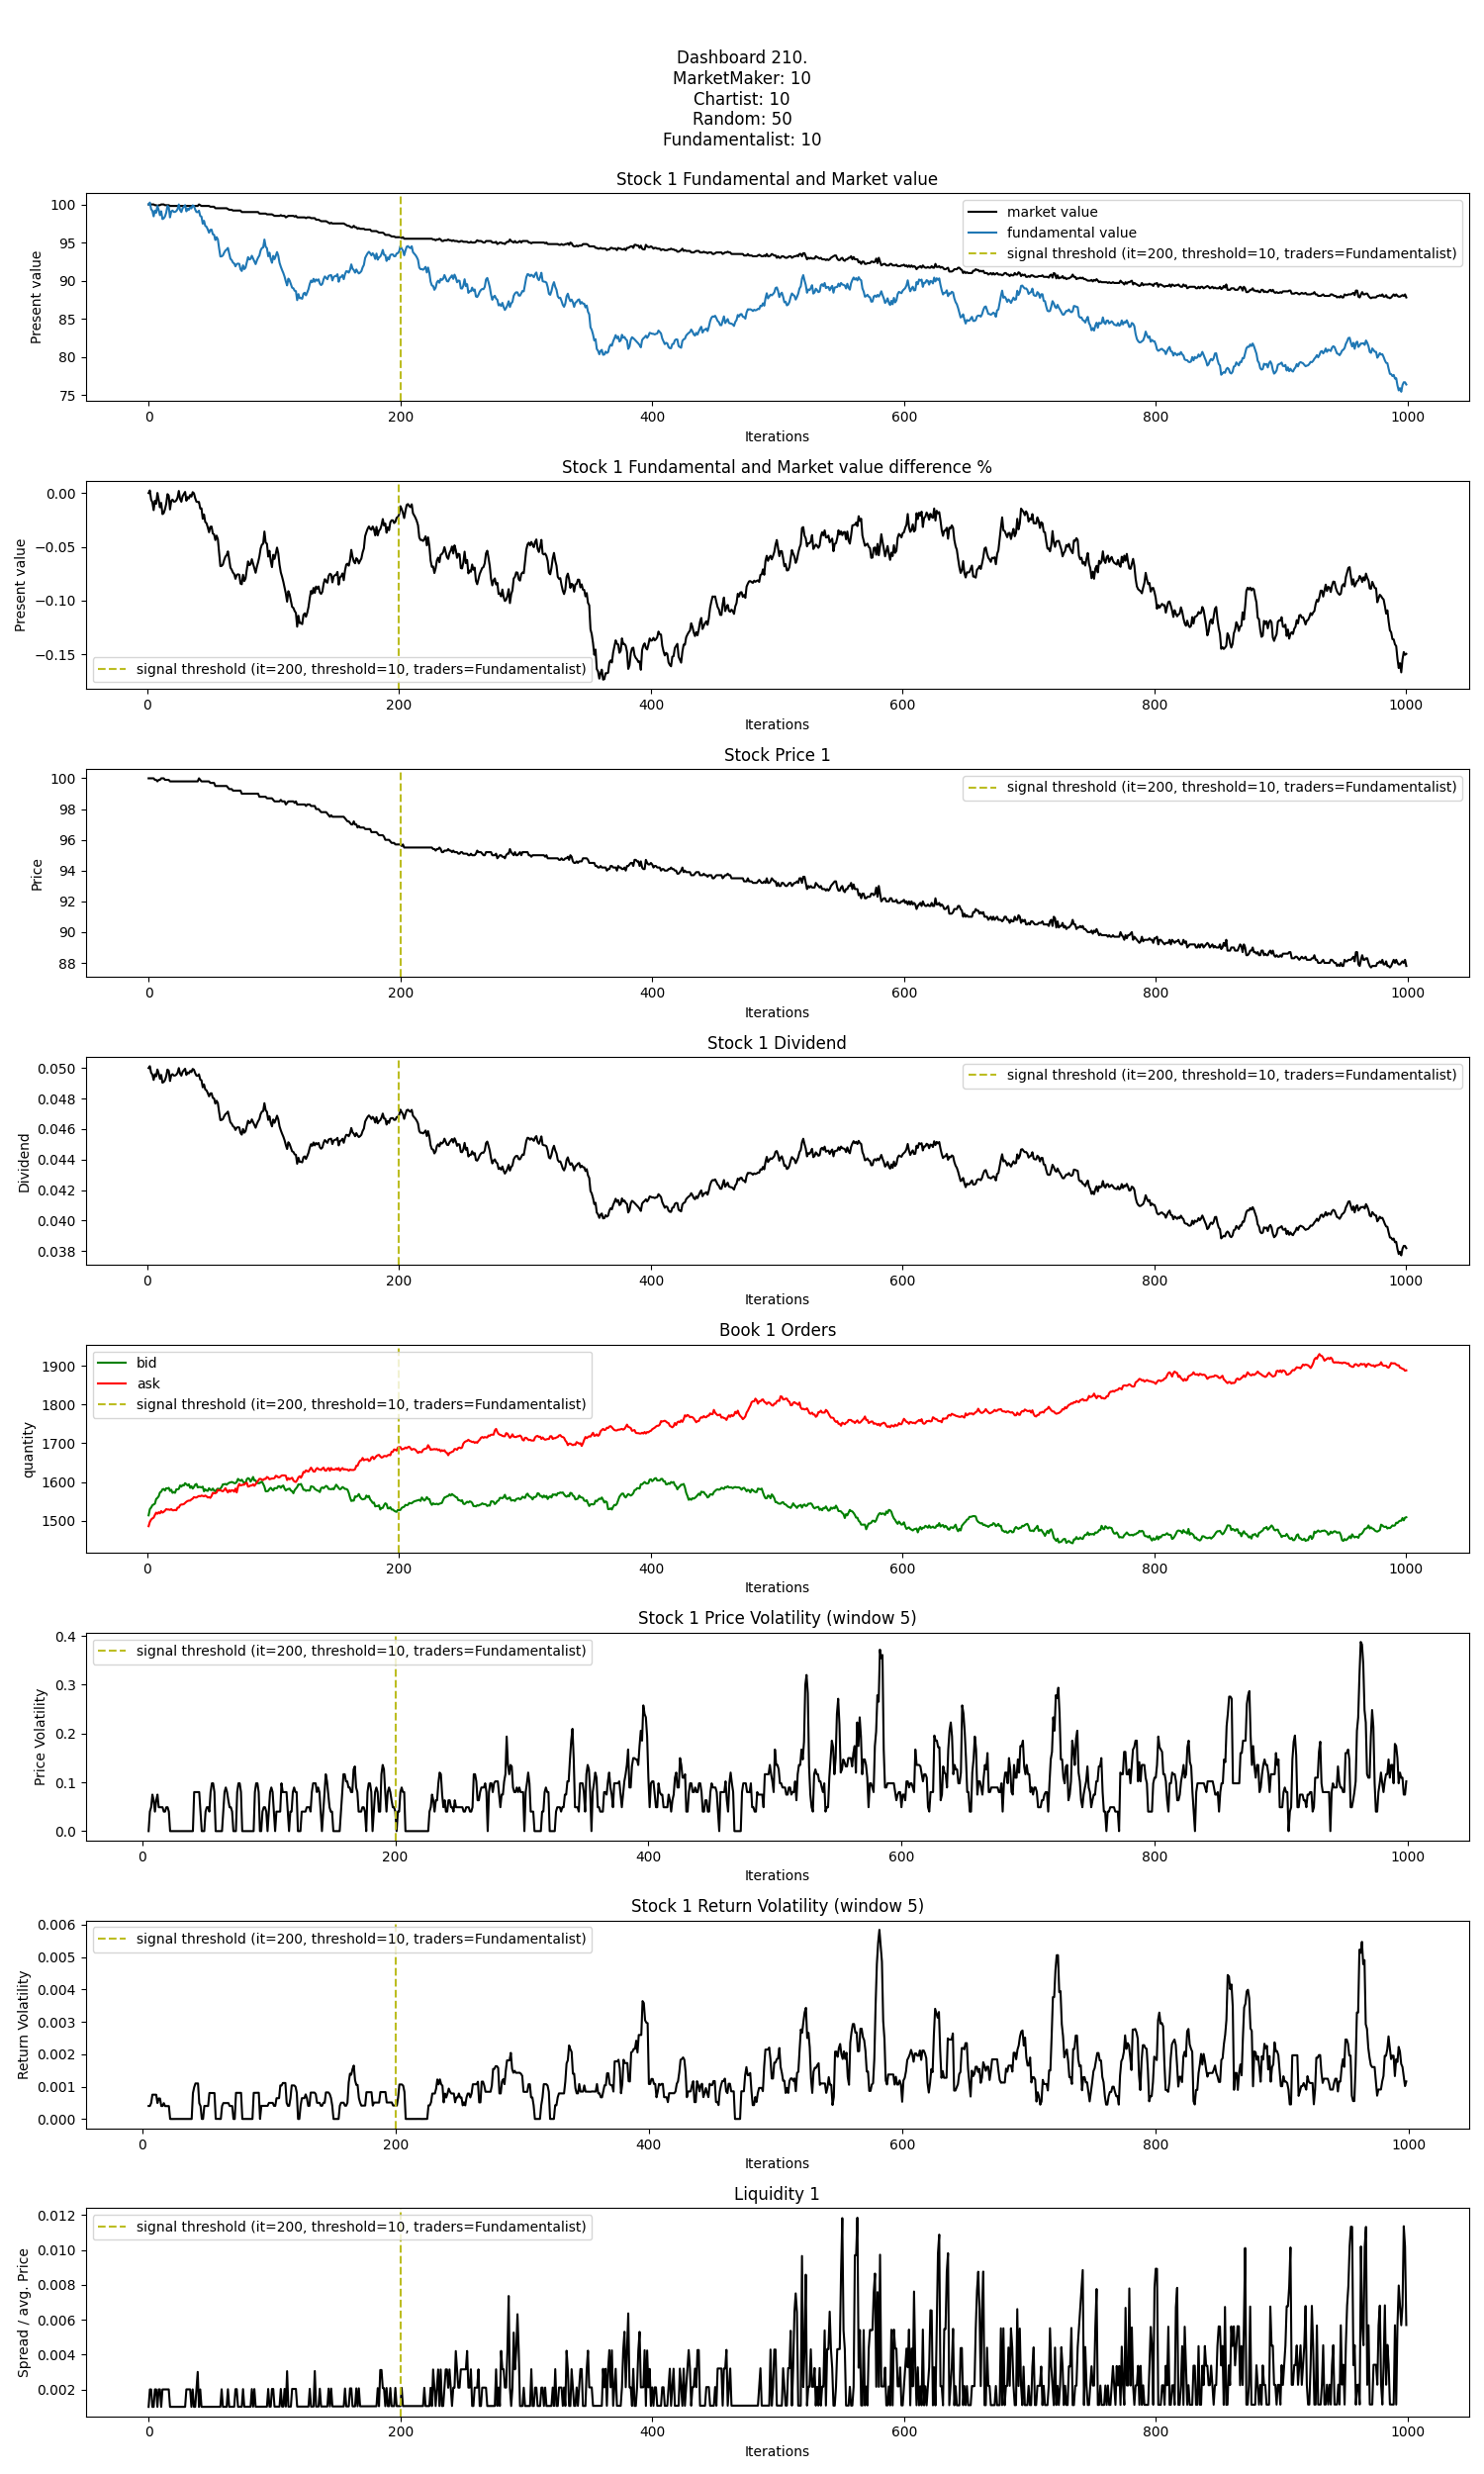 Dashboard 210.
MarketMaker: 10
Chartist: 10
Random: 50
Fundamentalist: 10
Stock 1 Fundamental and Market value
Present value
100
95
90
85
80
75
market value
fundamental value
signal threshold (it=200, threshold=10, traders=Fundamentalist)
0 200 400 600 800 1000
Iterations
Stock 1 Fundamental and Market value difference %
Present value
0.00
−0.05
−0.10
−0.15
signal threshold (it=200, threshold=10, traders=Fundamentalist)
0 200 400 600 800 1000
Iterations
Stock Price 1
Price
100
98
96
94
92
90
88
signal threshold (it=200, threshold=10, traders=Fundamentalist)
0 200 400 600 800 1000
Iterations
Stock 1 Dividend
Dividend
0.050
0.048
0.046
0.044
0.042
0.040
0.038
signal threshold (it=200, threshold=10, traders=Fundamentalist)
0 200 400 600 800 1000
Iterations
Book 1 Orders
quantity
1900
1800
1700
1600
1500
bid
ask
signal threshold (it=200, threshold=10, traders=Fundamentalist)
0 200 400 600 800 1000
Iterations
Stock 1 Price Volatility (window 5)
Price Volatility
0.4
0.3
0.2
0.1
0.0
signal threshold (it=200, threshold=10, traders=Fundamentalist)
0 200 400 600 800 1000
Iterations
Stock 1 Return Volatility (window 5)
Return Volatility
0.006
0.005
0.004
0.003
0.002
0.001
0.000
signal threshold (it=200, threshold=10, traders=Fundamentalist)
0 200 400 600 800 1000
Iterations
Liquidity 1
Spread / avg. Price
0.012
0.010
0.008
0.006
0.004
0.002
signal threshold (it=200, threshold=10, traders=Fundamentalist)
0 200 400 600 800 1000
Iterations